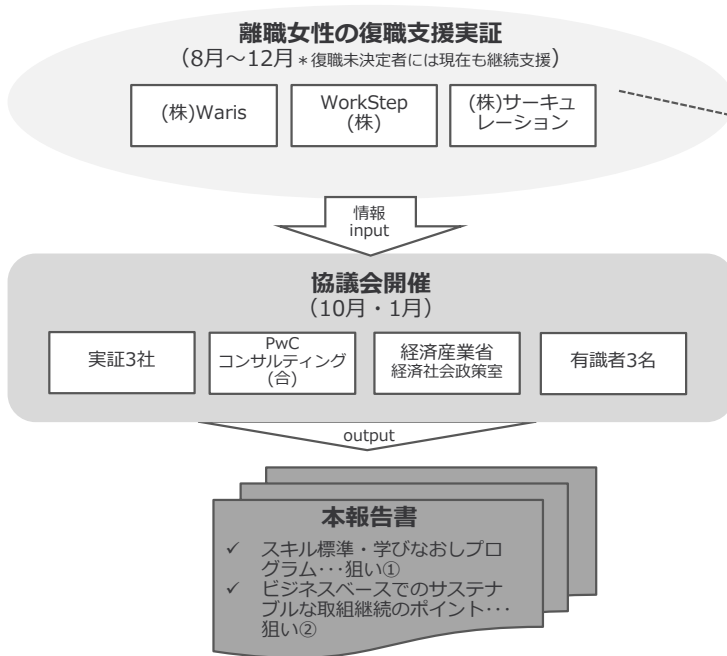 離職女性の復職支援実証
（8月～12月＊復職未決定者には現在も継続支援）
(株)Waris
WorkStep
(株)
(株)サーキュ
レーション
情報
input
協議会開催
（10月・1月）
実証3社
PwC
コンサルティング
(合)
経済産業省
経済社会政策室
有識者3名
output
本報告書
✓ スキル標準・学びなおしプロ
グラム･･･狙い①
✓ ビジネスベースでのサステナ
ブルな取組継続のポイント･･･
狙い②